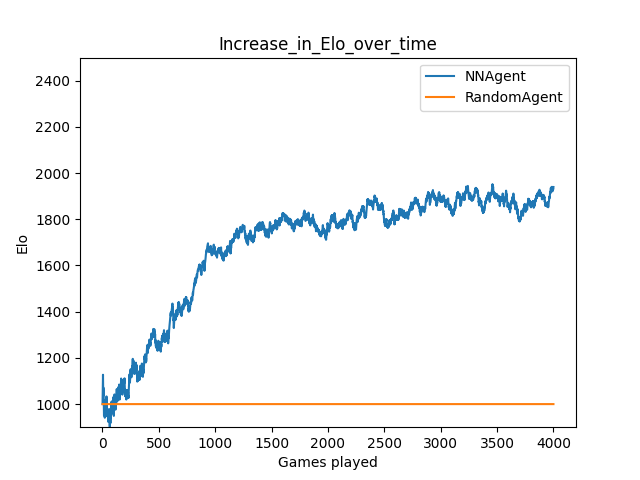 Increase_in_Elo_over_time
NNAgent
RandomAgent
2400
2200
2000
1800
1600
1400
1200
1000
Elo
0 500 1000 1500 2000 2500 3000 3500 4000
Games played